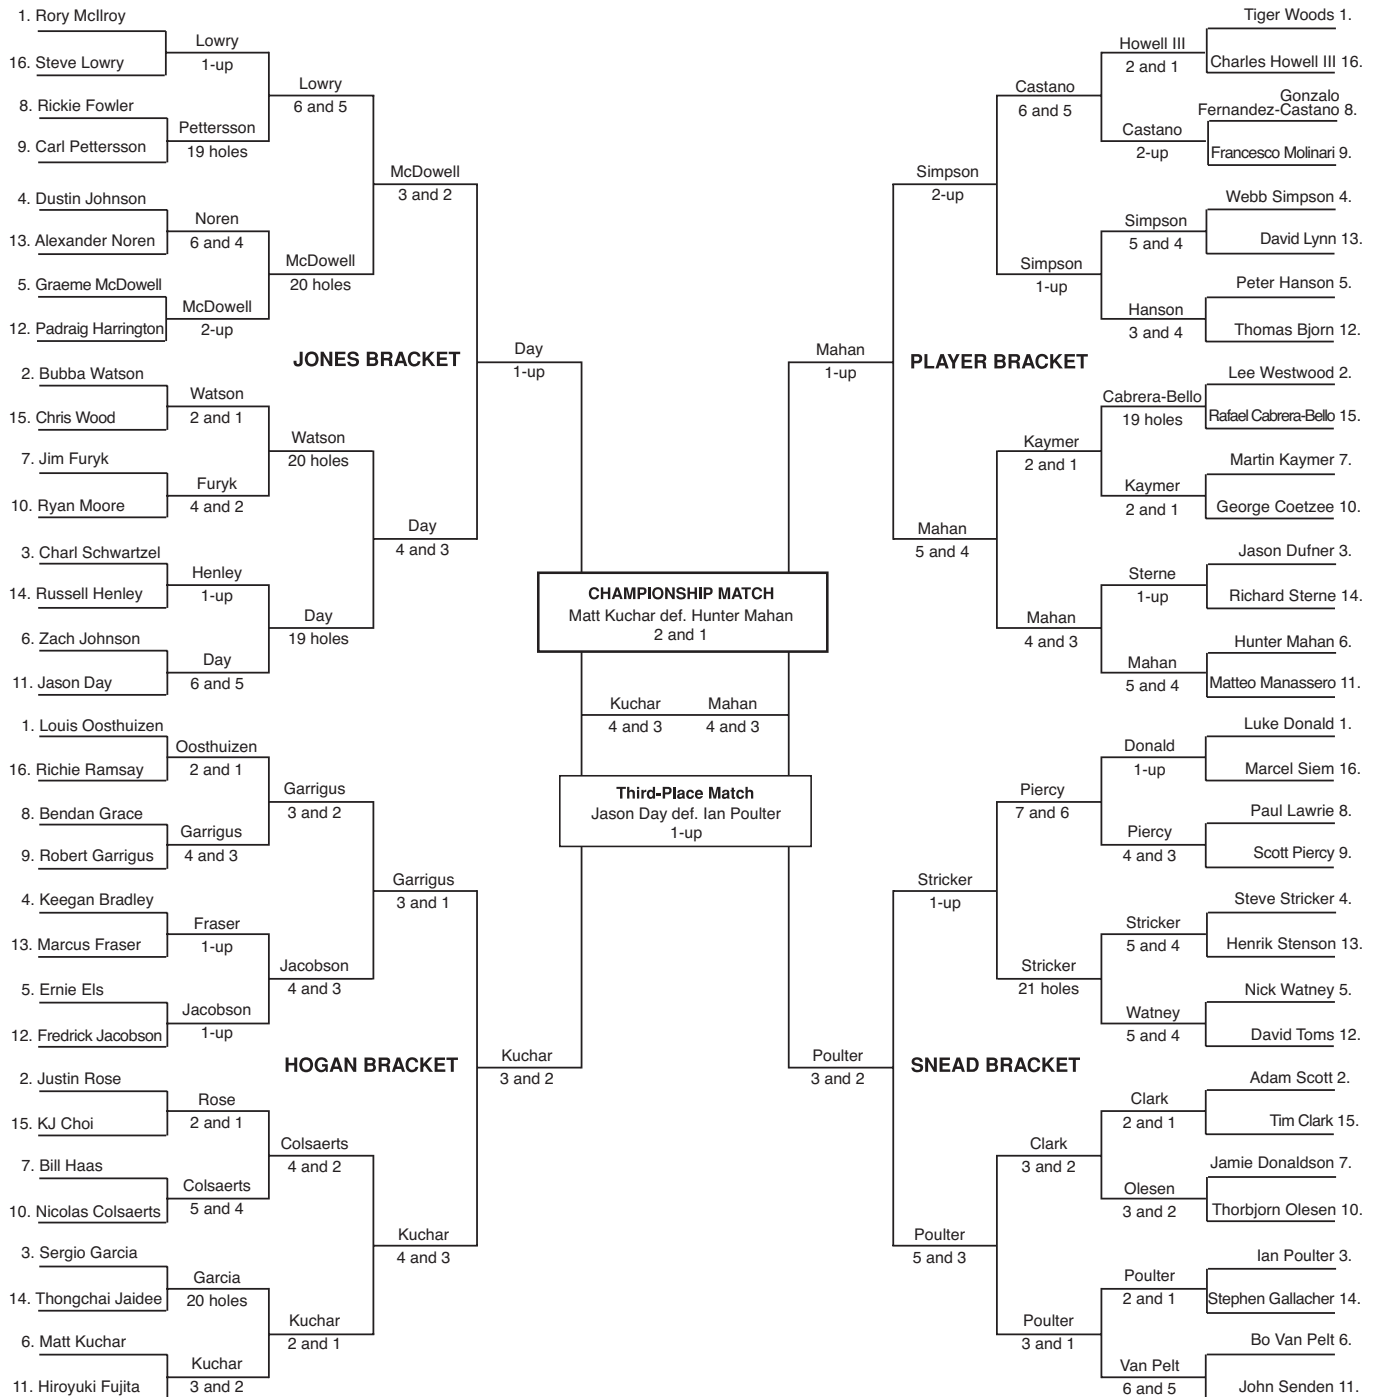 1. Rory McIlroy
16. Steve Lowry
8. Rickie Fowler
9. Carl Pettersson
4. Dustin Johnson
13. Alexander Noren
5. Graeme McDowell
12. Padraig Harrington
2. Bubba Watson
15. Chris Wood
7. Jim Furyk
10. Ryan Moore
3. Charl Schwartzel
14. Russell Henley
6. Zach Johnson
11. Jason Day
Lowry
1-up
Pettersson
19 holes
Noren
6 and 4
McDowell
2-up
Watson
2 and 1
Furyk
4 and 2
Henley
1-up
Day
6 and 5
Lowry
6 and 5
McDowell
20 holes
Watson
20 holes
Day
19 holes
McDowell
3 and 2
Day
4 and 3
JONES BRACKET
Day
1-up
1. Louis Oosthuizen
16. Richie Ramsay
8. Bendan Grace
9. Robert Garrigus
4. Keegan Bradley
13. Marcus Fraser
5. Ernie Els
12. Fredrick Jacobson
2. Justin Rose
15. KJ Choi
7. Bill Haas
10. Nicolas Colsaerts
3. Sergio Garcia
14. Thongchai Jaidee
6. Matt Kuchar
11. Hiroyuki Fujita
Oosthuizen
2 and 1
Garrigus
4 and 3
Fraser
1-up
Jacobson
1-up
Rose
2 and 1
Colsaerts
5 and 4
Garcia
20 holes
Kuchar
3 and 2
Garrigus
3 and 2
Jacobson
4 and 3
Colsaerts
4 and 2
Kuchar
2 and 1
Garrigus
3 and 1
Kuchar
4 and 3
HOGAN BRACKET
Kuchar
3 and 2
CHAMPIONSHIP MATCH
Matt Kuchar def. Hunter Mahan
2 and 1
Kuchar
4 and 3
Mahan
4 and 3
Third-Place Match
Jason Day def. Ian Poulter
1-up
Mahan
1-up
PLAYER BRACKET
Simpson
2-up
Mahan
5 and 4
Castano
6 and 5
Simpson
1-up
Kaymer
2 and 1
Mahan
4 and 3
Howell III
2 and 1
Castano
2-up
Simpson
5 and 4
Hanson
3 and 4
Cabrera-Bello
19 holes
Kaymer
2 and 1
Sterne
1-up
Mahan
5 and 4
Tiger Woods 1.
Charles Howell III 16.
Gonzalo
Fernandez-Castano 8.
Francesco Molinari 9.
Webb Simpson 4.
David Lynn 13.
Peter Hanson 5.
Thomas Bjorn 12.
Lee Westwood 2.
Rafael Cabrera-Bello 15.
Martin Kaymer 7.
George Coetzee 10.
Jason Dufner 3.
Richard Sterne 14.
Hunter Mahan 6.
Matteo Manassero 11.
Poulter
3 and 2
SNEAD BRACKET
Stricker
1-up
Poulter
5 and 3
Piercy
7 and 6
Stricker
21 holes
Clark
3 and 2
Poulter
3 and 1
Donald
1-up
Piercy
4 and 3
Stricker
5 and 4
Watney
5 and 4
Clark
2 and 1
Olesen
3 and 2
Poulter
2 and 1
Van Pelt
6 and 5
Luke Donald 1.
Marcel Siem 16.
Paul Lawrie 8.
Scott Piercy 9.
Steve Stricker 4.
Henrik Stenson 13.
Nick Watney 5.
David Toms 12.
Adam Scott 2.
Tim Clark 15.
Jamie Donaldson 7.
Thorbjorn Olesen 10.
Ian Poulter 3.
Stephen Gallacher 14.
Bo Van Pelt 6.
John Senden 11.